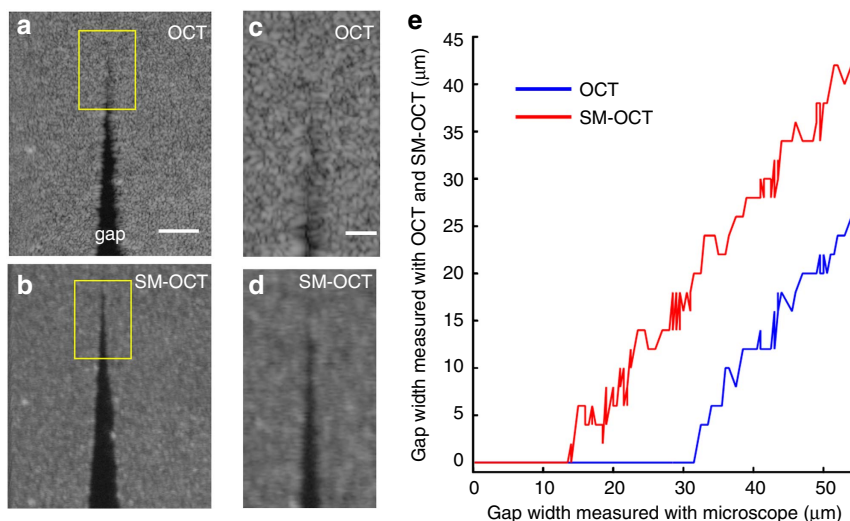 a
OCT
gap
b
SM-OCT
c
OCT
d
SM-OCT
e
Gap width measured with OCT and SM-OCT (μm)
45
40
35
30
25
20
15
10
5
0
OCT
SM-OCT
0 10 20 30 40 50
Gap width measured with microscope (μm)